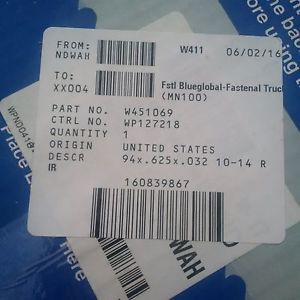 FROM:
NDWAH
W411
06/02/16
TO:
XX004
Fstl Blueglobal-Fastenal Truck
(MN100)
PART NO. W451069
CTRL NO. WP127218
QUANTITY 1
ORIGIN UNITED STATES
DESCR 94x.625x.032 10-14 R
IR
160839867
NDWAH